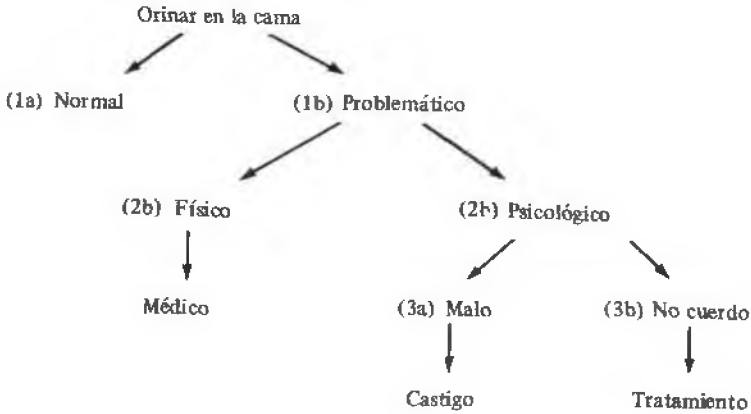 Orinar en la cama
(1a) Normal
(1b) Problemático
(2b) Físico
(2b) Psicológico
Médico
(3a) Malo
(3b) No cuerdo
Castigo
Tratamiento